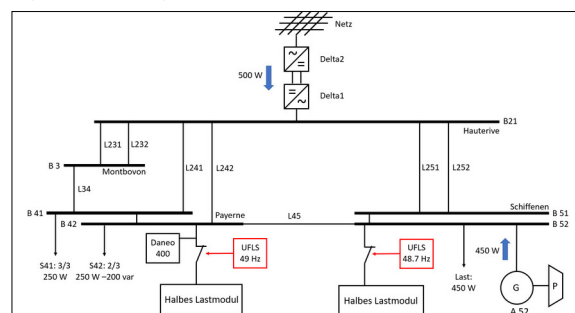 Netz
Delta2
500 W
Delta1
B21
Hauterive
L231
L232
L241
L242
L251
L252
B 3
Montbovon
L34
B 41
B 42
Payerne
L45
Schiffenen
B 51
B 52
Daneo
400
UFLS
49 Hz
UFLS
48.7 Hz
450 W
S41: 3/3
250 W
S42: 2/3
250 W –200 var
Last:
450 W
G
P
A 52
Halbes Lastmodul
Halbes Lastmodul